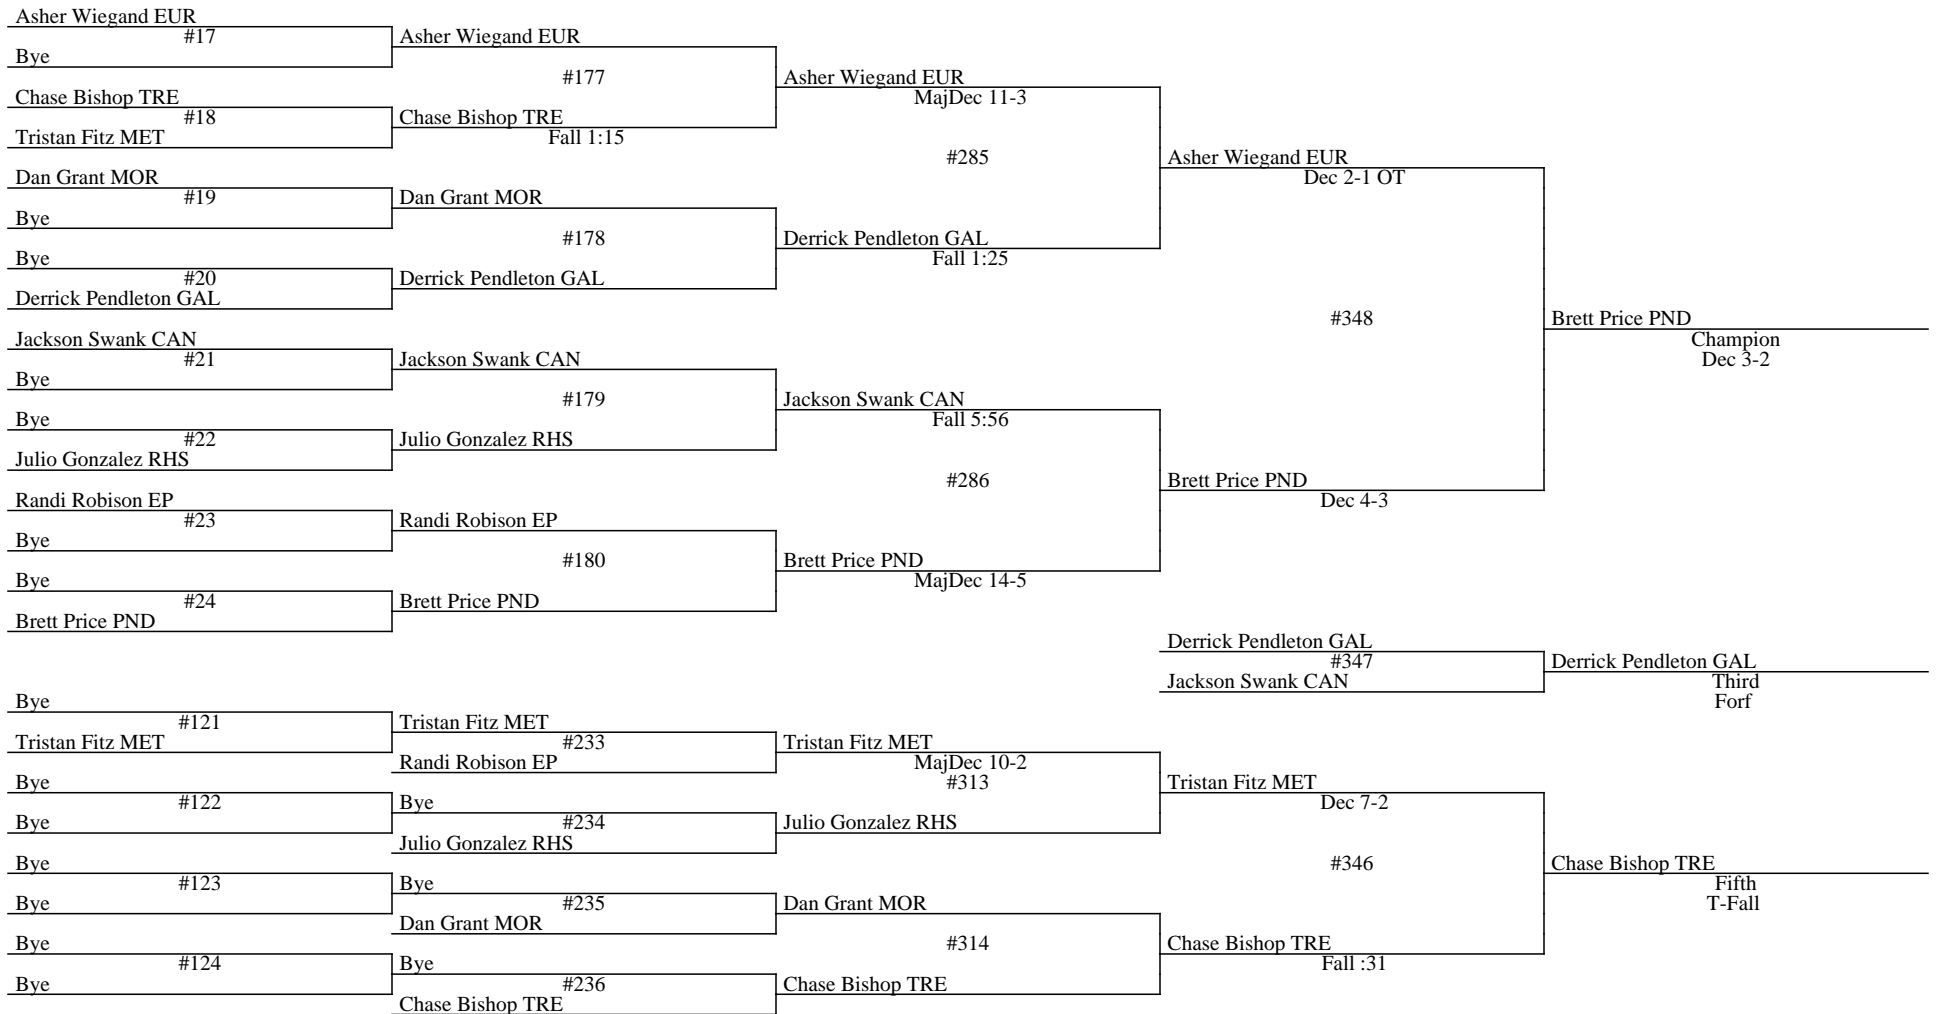 Asher Wiegand EUR
#17
Bye
Asher Wiegand EUR
#177
Chase Bishop TRE
#18
Tristan Fitz MET
Chase Bishop TRE
Fall 1:15
Asher Wiegand EUR
MajDec 11-3
#285
Dan Grant MOR
#19
Bye
Dan Grant MOR
#178
Bye
#20
Derrick Pendleton GAL
Derrick Pendleton GAL
Derrick Pendleton GAL
Fall 1:25
Asher Wiegand EUR
Dec 2-1 OT
#348
Jackson Swank CAN
#21
Bye
Jackson Swank CAN
#179
Bye
#22
Julio Gonzalez RHS
Julio Gonzalez RHS
Jackson Swank CAN
Fall 5:56
#286
Randi Robison EP
#23
Bye
Randi Robison EP
#180
Bye
#24
Brett Price PND
Brett Price PND
Brett Price PND
MajDec 14-5
Brett Price PND
Dec 4-3
Brett Price PND
Champion
Dec 3-2
Derrick Pendleton GAL
#347
Jackson Swank CAN
Derrick Pendleton GAL
Third
Forf
Bye
#121
Tristan Fitz MET
Tristan Fitz MET
#233
Randi Robison EP
Tristan Fitz MET
MajDec 10-2
#313
Bye
#122
Bye
Bye
#234
Julio Gonzalez RHS
Julio Gonzalez RHS
Tristan Fitz MET
Dec 7-2
#346
Bye
#123
Bye
Bye
#235
Dan Grant MOR
Dan Grant MOR
#314
Bye
#124
Bye
Bye
#236
Chase Bishop TRE
Chase Bishop TRE
Chase Bishop TRE
Fall :31
Chase Bishop TRE
Fifth
T-Fall